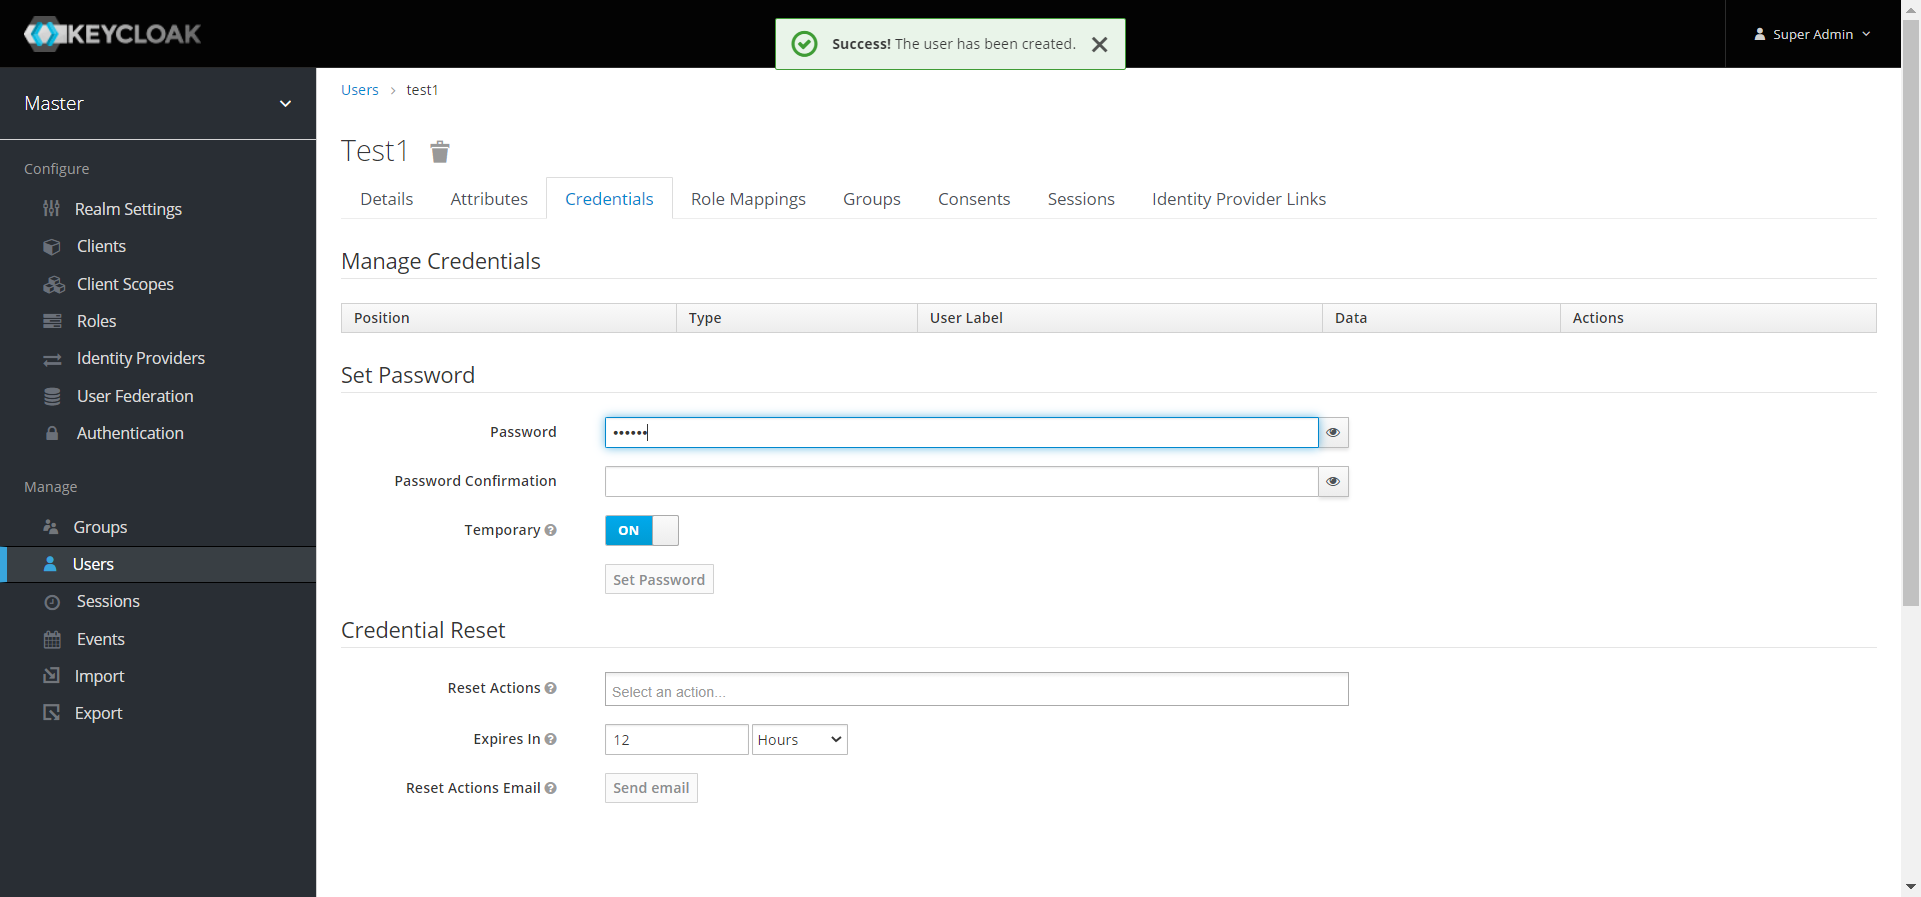 KEYCLOAK
Success! The user has been created.
Super Admin
Master
Configure
Realm Settings
Clients
Client Scopes
Roles
Identity Providers
User Federation
Authentication
Manage
Groups
Users
Sessions
Events
Import
Export
Users > test1
Test1
Details Attributes Credentials Role Mappings Groups Consents Sessions Identity Provider Links
Manage Credentials
Position Type User Label Data Actions
Set Password
Password ••••••
Password Confirmation
Temporary ON
Set Password
Credential Reset
Reset Actions Select an action...
Expires In 12 Hours
Reset Actions Email Send email